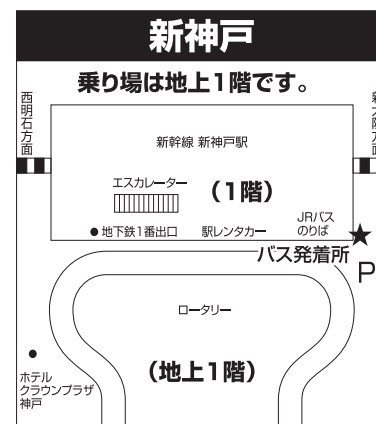 新神戸
乗り場は地上1階です。
西明石方面
新幹線 新神戸駅
エスカレーター
(1階)
JRバス
のりば
●地下鉄1番出口
駅レンタカー
バス発着所
P
ロータリー
(地上1階)
ホテル
クラウンプラザ
神戸